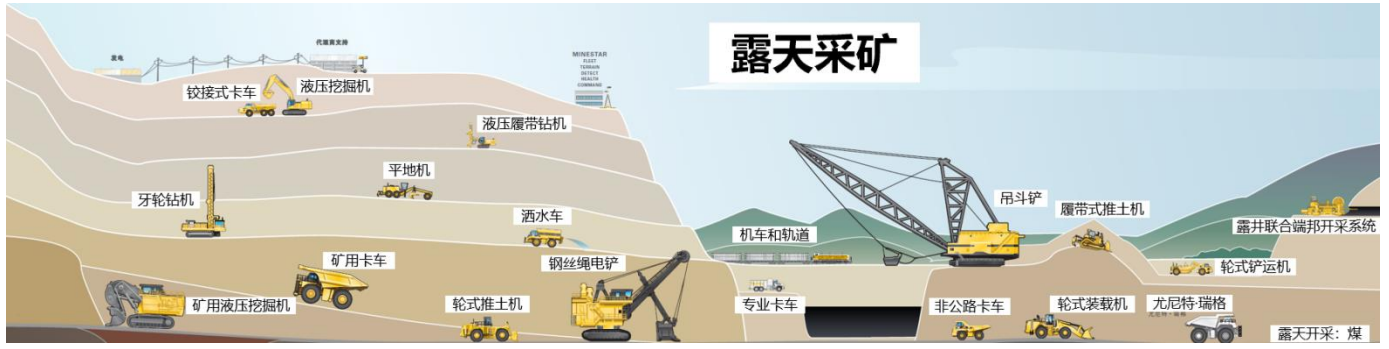 露天采矿
发电
代理商支持
MINESTAR
FLEET
TERRAIN
DETECT
HEALTH
COMMAND
铰接式卡车
液压挖掘机
液压履带钻机
平地机
牙轮钻机
洒水车
吊斗铲
履带式推土机
露井联合端邦开采系统
机车和轨道
轮式铲运机
矿用卡车
钢丝绳电铲
矿用液压挖掘机
轮式推土机
专业卡车
非公路卡车
轮式装载机
尤尼特·瑞格
尤尼特·瑞格
露天开采：煤